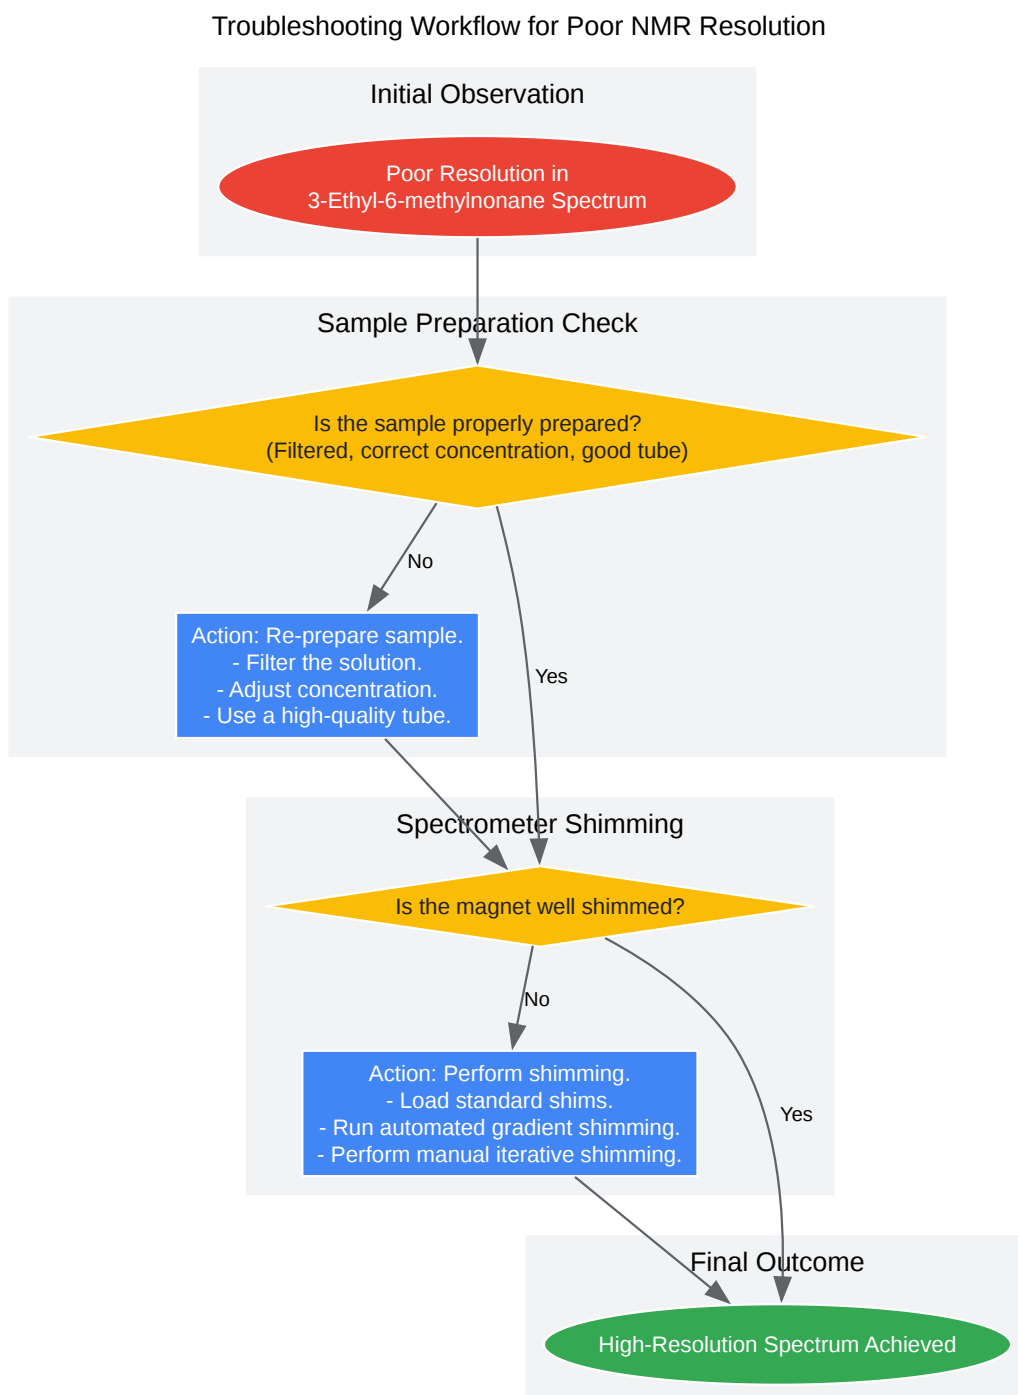 Troubleshooting Workflow for Poor NMR Resolution
Initial Observation
Poor Resolution in
3-Ethyl-6-methylnonane Spectrum
Sample Preparation Check
Is the sample properly prepared?
(Filtered, correct concentration, good tube)
No
Action: Re-prepare sample.
- Filter the solution.
- Adjust concentration.
- Use a high-quality tube.
Yes
Spectrometer Shimming
Is the magnet well shimmed?
No
Action: Perform shimming.
- Load standard shims.
- Run automated gradient shimming.
- Perform manual iterative shimming.
Yes
Final Outcome
High-Resolution Spectrum Achieved